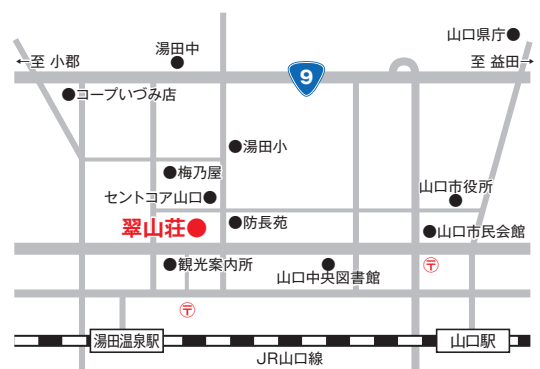 山口県庁
湯田中
←至 小郡
至 益田→
9
コープいづみ店
湯田小
梅乃屋
セントコア山口
山口市役所
翠山荘
防長苑
山口市民会館
観光案内所
〒
山口中央図書館
〒
湯田温泉駅
山口駅
JR山口線